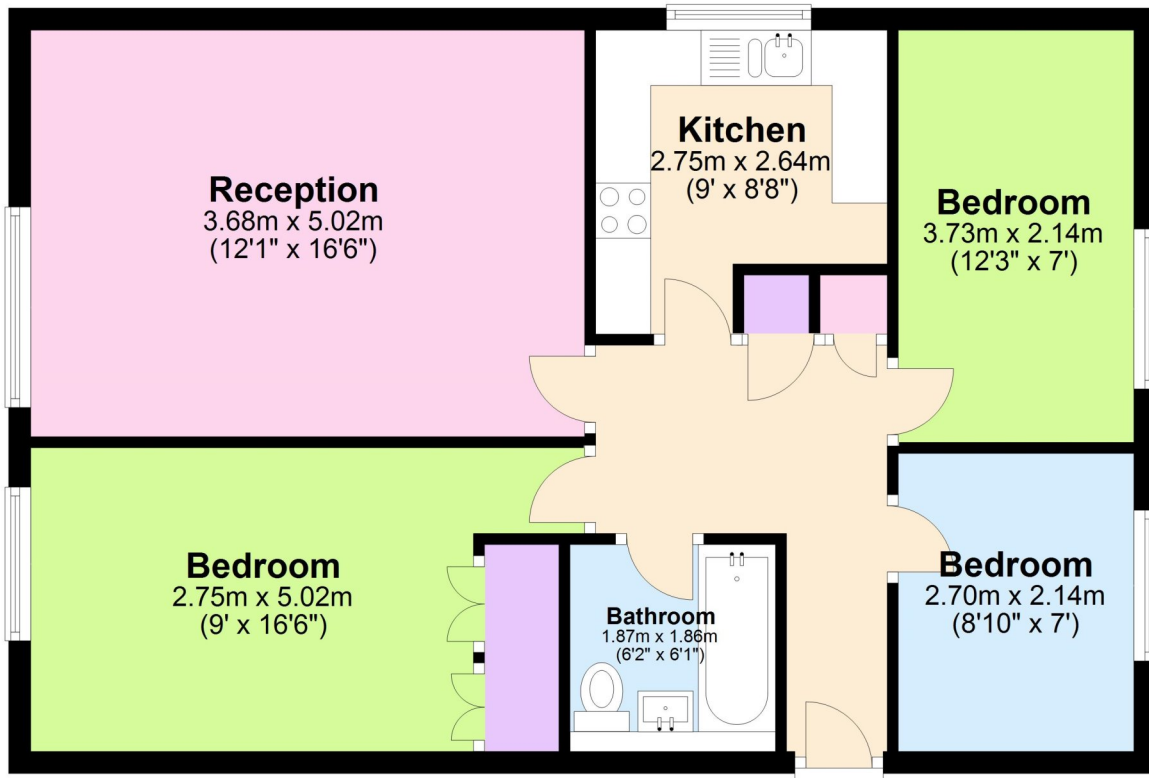 Reception
3.68m x 5.02m
(12'1" x 16'6")
Kitchen
2.75m x 2.64m
(9' x 8'8")
Bedroom
3.73m x 2.14m
(12'3" x 7')
Bedroom
2.75m x 5.02m
(9' x 16'6")
Bathroom
1.87m x 1.86m
(6'2" x 6'1")
Bedroom
2.70m x 2.14m
(8'10" x 7')